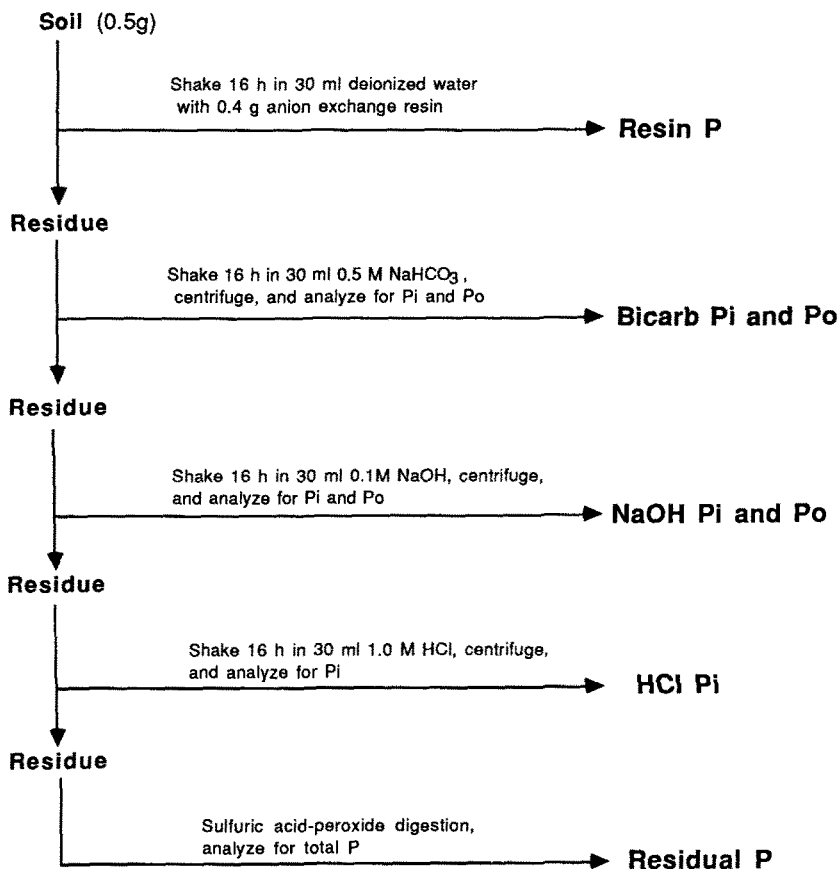 Soil (0.5g)
Shake 16 h in 30 ml deionized water
with 0.4 g anion exchange resin
Resin P
Residue
Shake 16 h in 30 ml 0.5 M NaHCO3 ,
centrifuge, and analyze for Pi and Po
Bicarb Pi and Po
Residue
Shake 16 h in 30 ml 0.1M NaOH, centrifuge,
and analyze for Pi and Po
NaOH Pi and Po
Residue
Shake 16 h in 30 ml 1.0 M HCl, centrifuge,
and analyze for Pi
HCl Pi
Residue
Sulfuric acid-peroxide digestion,
analyze for total P
Residual P